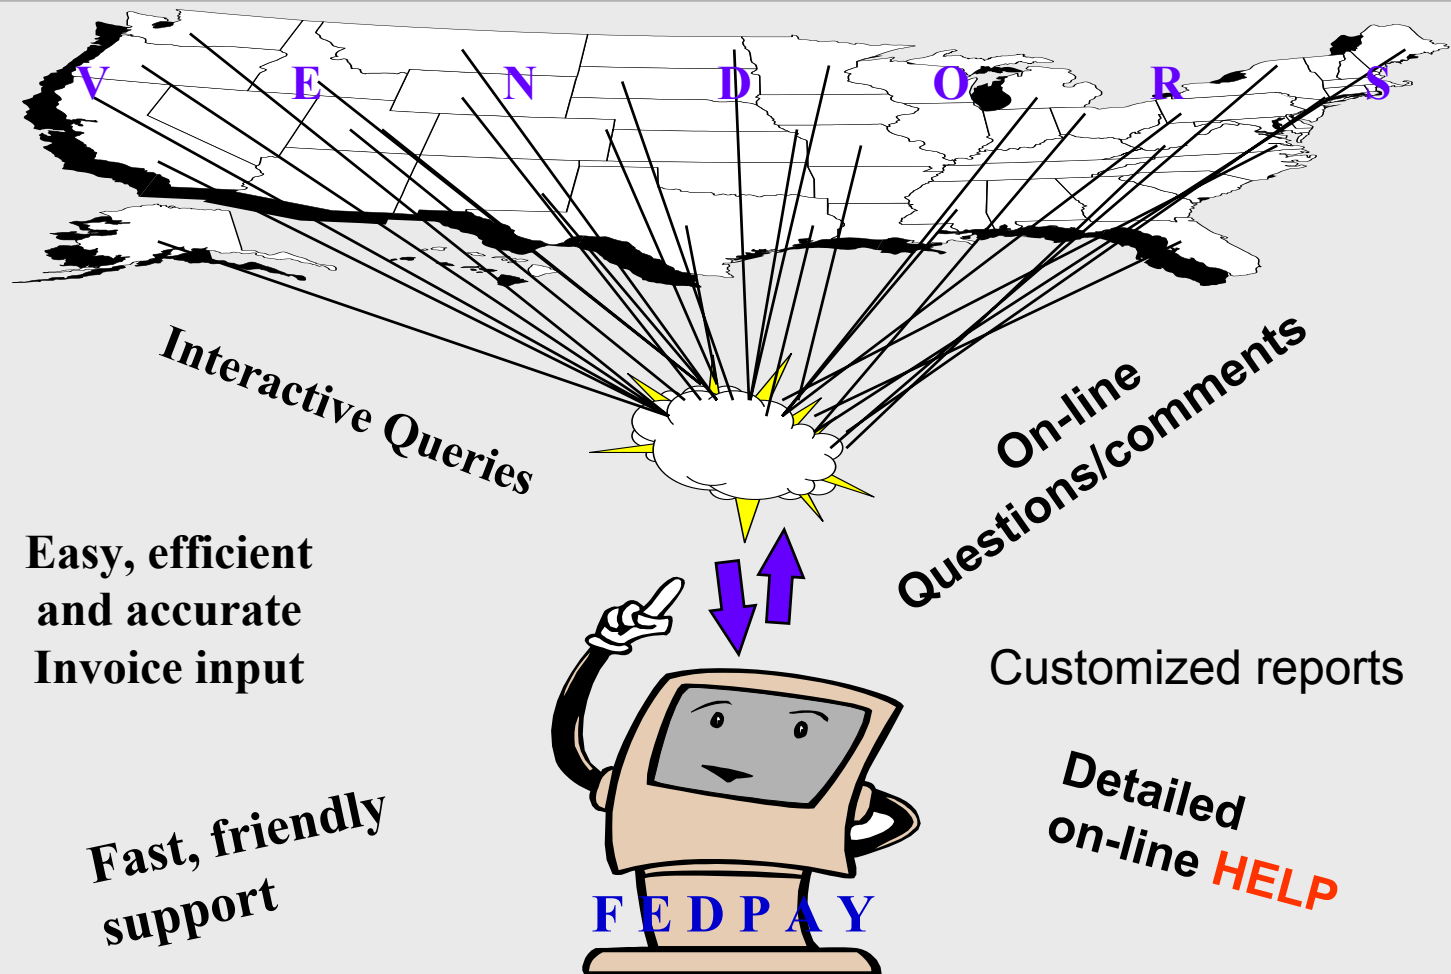 V E N D O R S
Interactive Queries
On-line
Questions/comments
Easy, efficient
and accurate
Invoice input
Customized reports
Detailed
on-line HELP
Fast, friendly
support
F E D P A Y